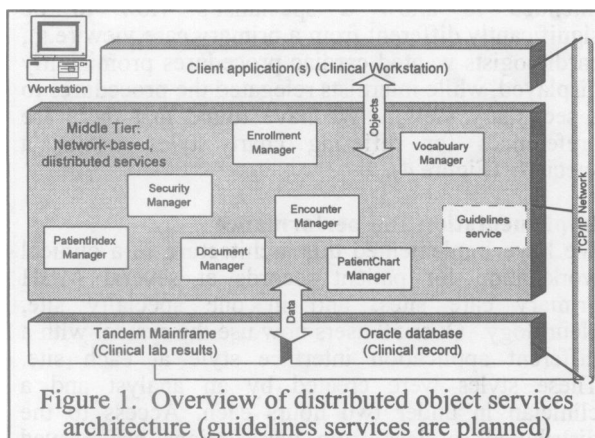 Workstation
Client application(s) (Clinical Workstation)
Objects
Middle Tier:
Network-based,
distributed services
Enrollment
Manager
Vocabulary
Manager
Security
Manager
Encounter
Manager
Guidelines
service
PatientIndex
Manager
Document
Manager
PatientChart
Manager
Data
TCP/IP Network
Tandem Mainframe
(Clinical lab results)
Oracle database
(Clinical record)
Figure 1: Overview of distributed object services
architecture (guidelines services are planned)